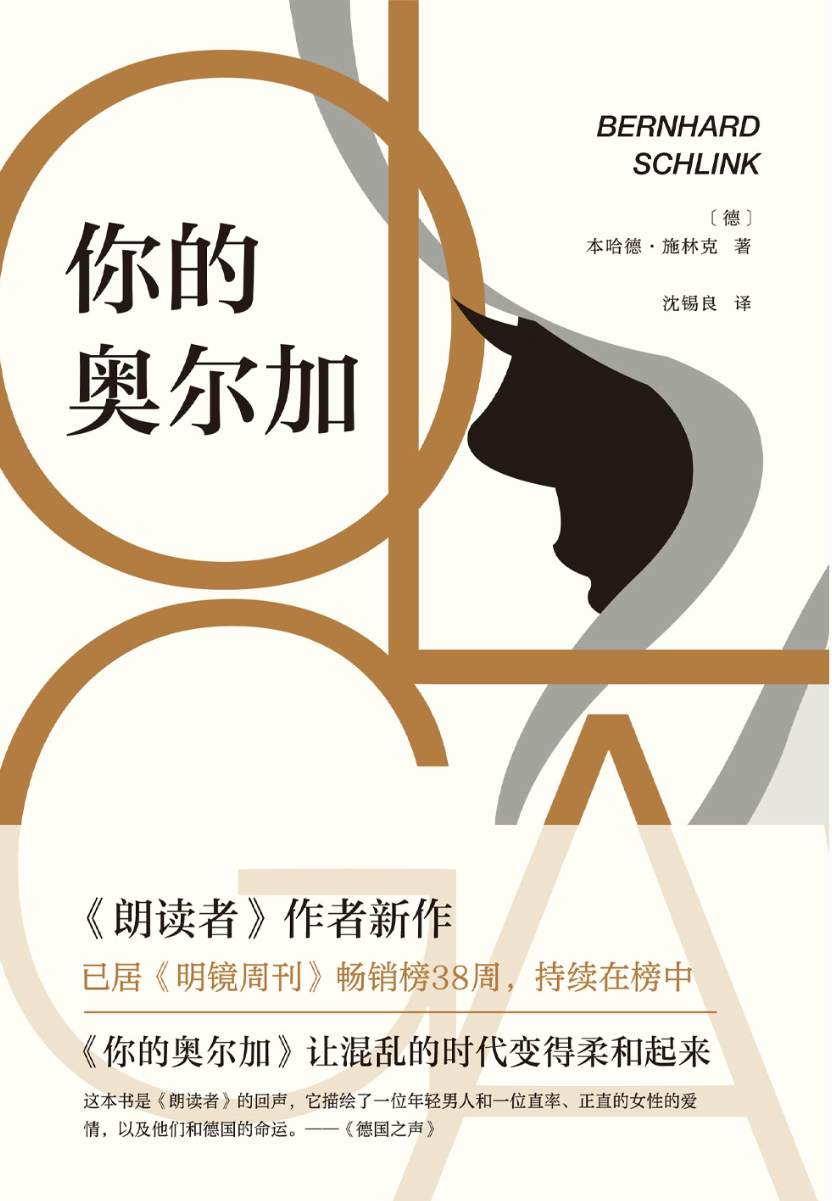 BERNHARD
SCHLINK
〔德〕
本哈德·施林克 著
沈锡良 译
你的
奥尔加
OL
GA
《朗读者》作者新作
已居《明镜周刊》畅销榜38周，持续在榜中
《你的奥尔加》让混乱的时代变得柔和起来
这本书是《朗读者》的回声，它描绘了一位年轻男人和一位直率、正直的女性的爱
情，以及他们和德国的命运。——《德国之声》